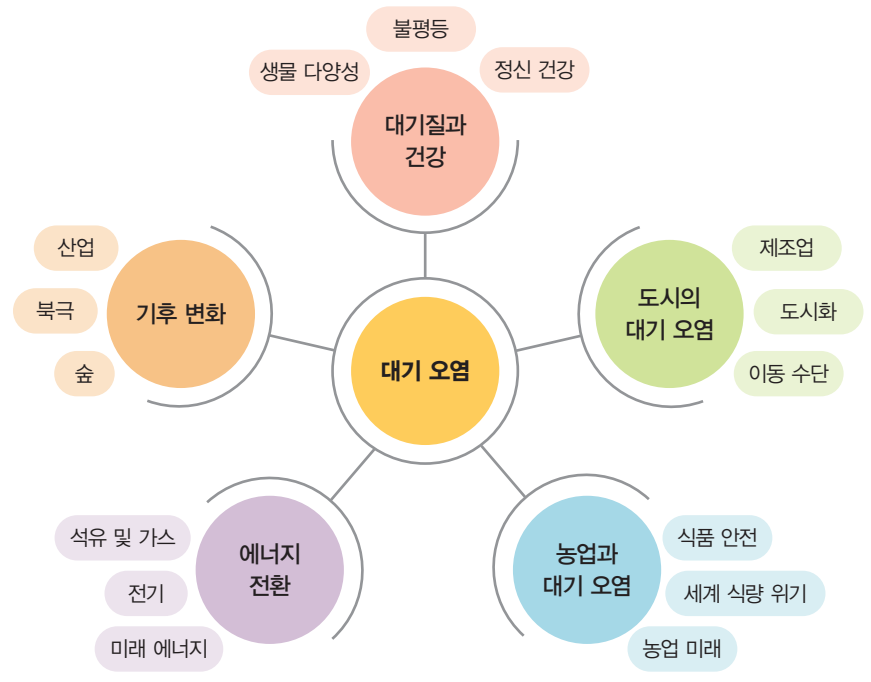 불평등
생물 다양성
정신 건강
대기질과
건강
산업
북극
숲
기후 변화
대기 오염
도시의
대기 오염
제조업
도시화
이동 수단
석유 및 가스
전기
미래 에너지
에너지
전환
농업과
대기 오염
식품 안전
세계 식량 위기
농업 미래